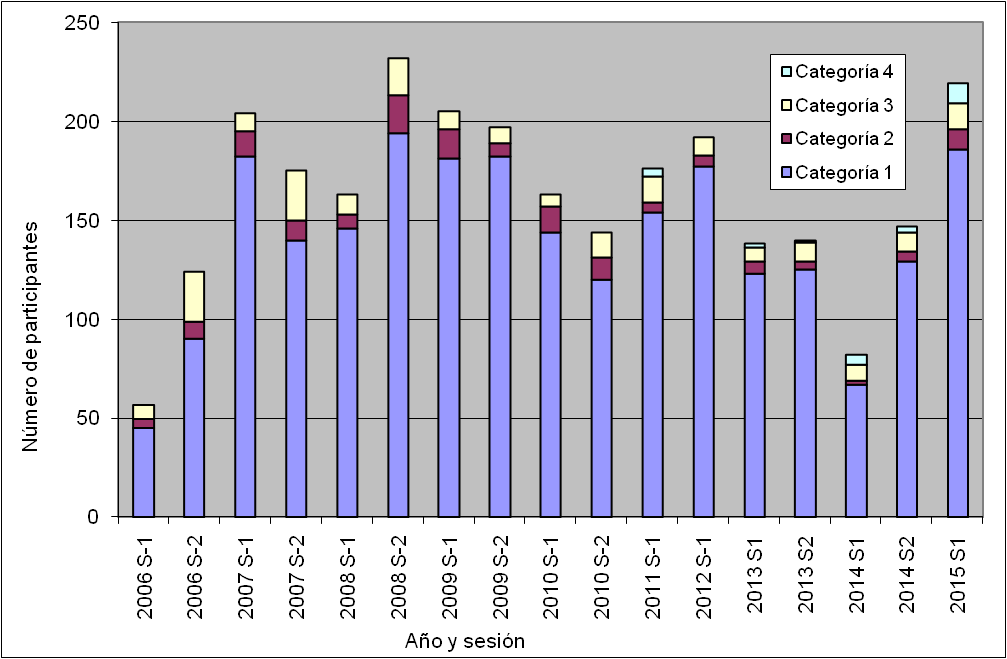 250
200
150
100
50
0
Número de participantes
Categoría 4
Categoría 3
Categoría 2
Categoría 1
2006 S-1
2006 S-2
2007 S-1
2007 S-2
2008 S-1
2008 S-2
2009 S-1
2009 S-2
2010 S-1
2010 S-2
2011 S-1
2012 S-1
2013 S1
2013 S2
2014 S1
2014 S2
2015 S1
Año y sesión